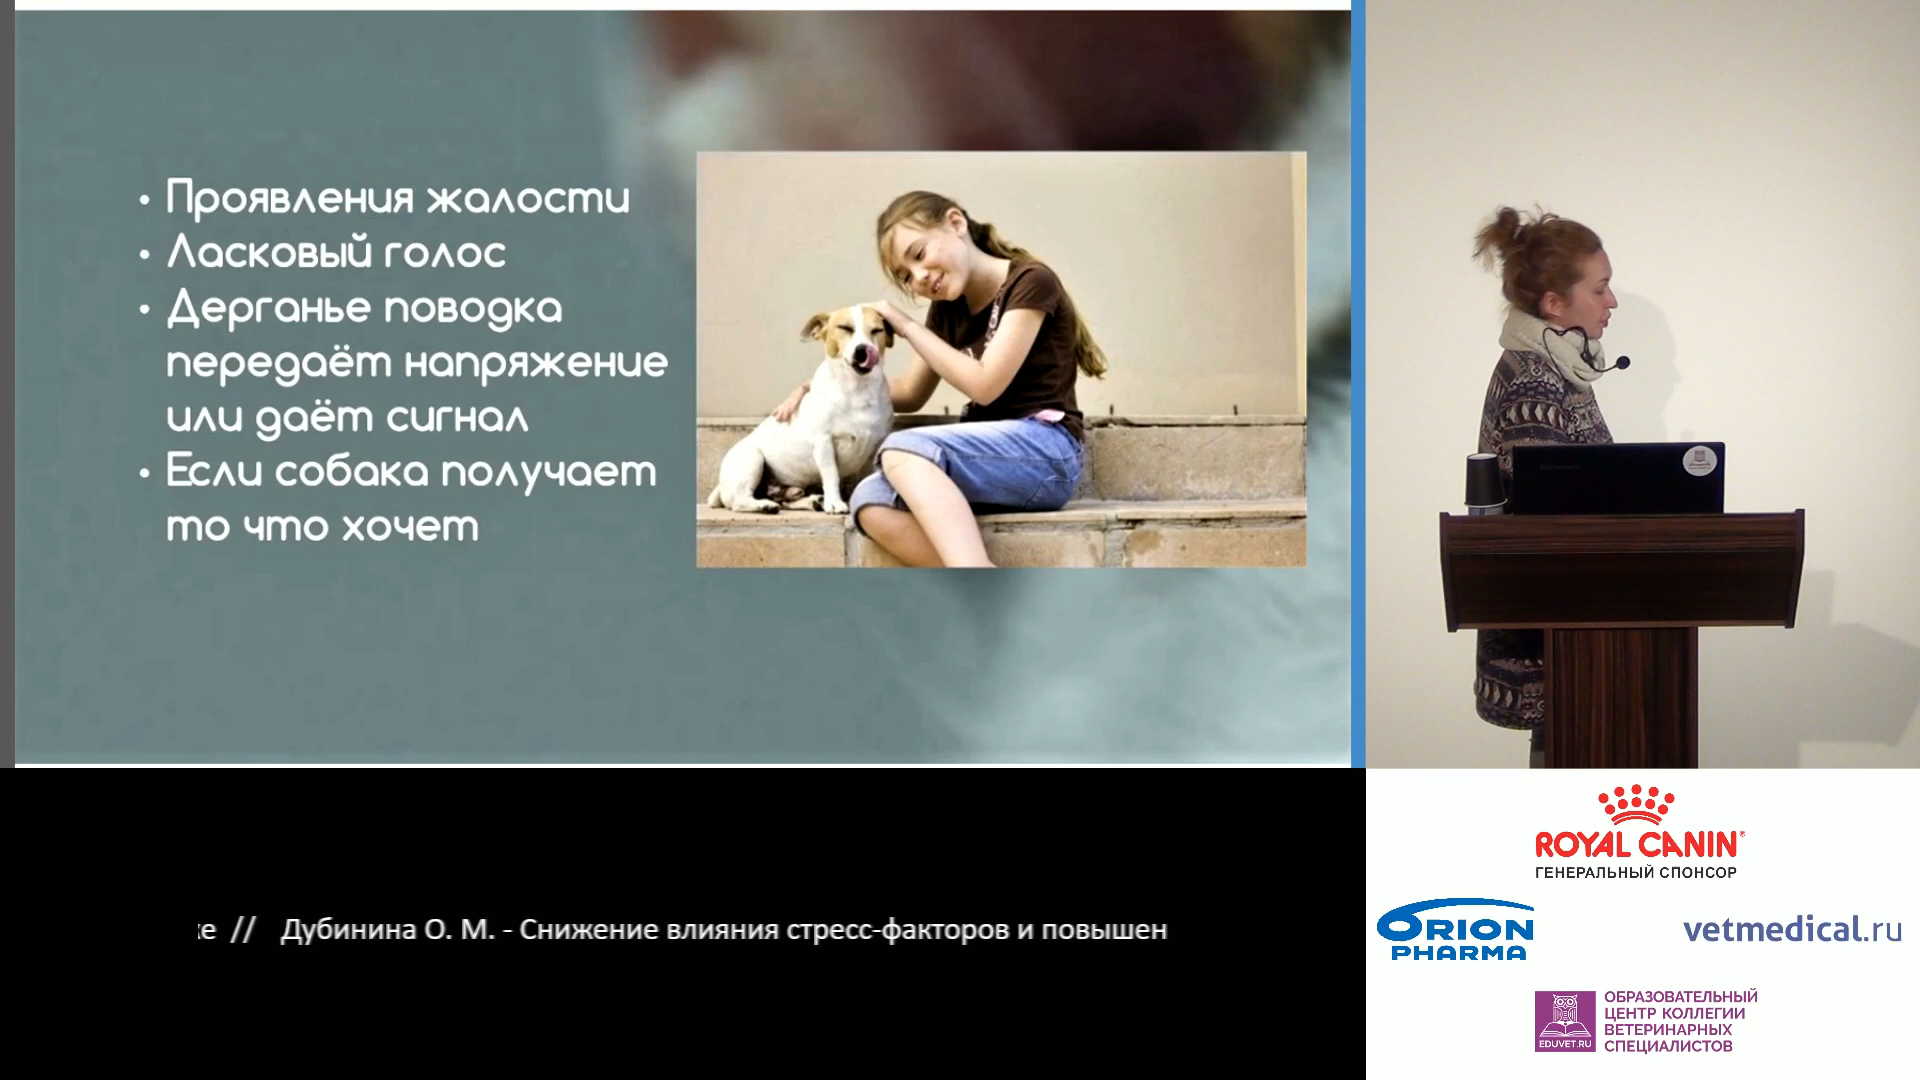 • Проявления жалости
• Ласковый голос
• Дерганье поводка
передаёт напряжение
или даёт сигнал
• Если собака получает
то что хочет
// Дубинина О. М. - Снижение влияния стресс-факторов и повышен
ROYAL CANIN
ГЕНЕРАЛЬНЫЙ СПОНСОР
ORION
PHARMA
vetmedical.ru
EDUVET.RU
ОБРАЗОВАТЕЛЬНЫЙ
ЦЕНТР КОЛЛЕГИИ
ВЕТЕРИНАРНЫХ
СПЕЦИАЛИСТОВ